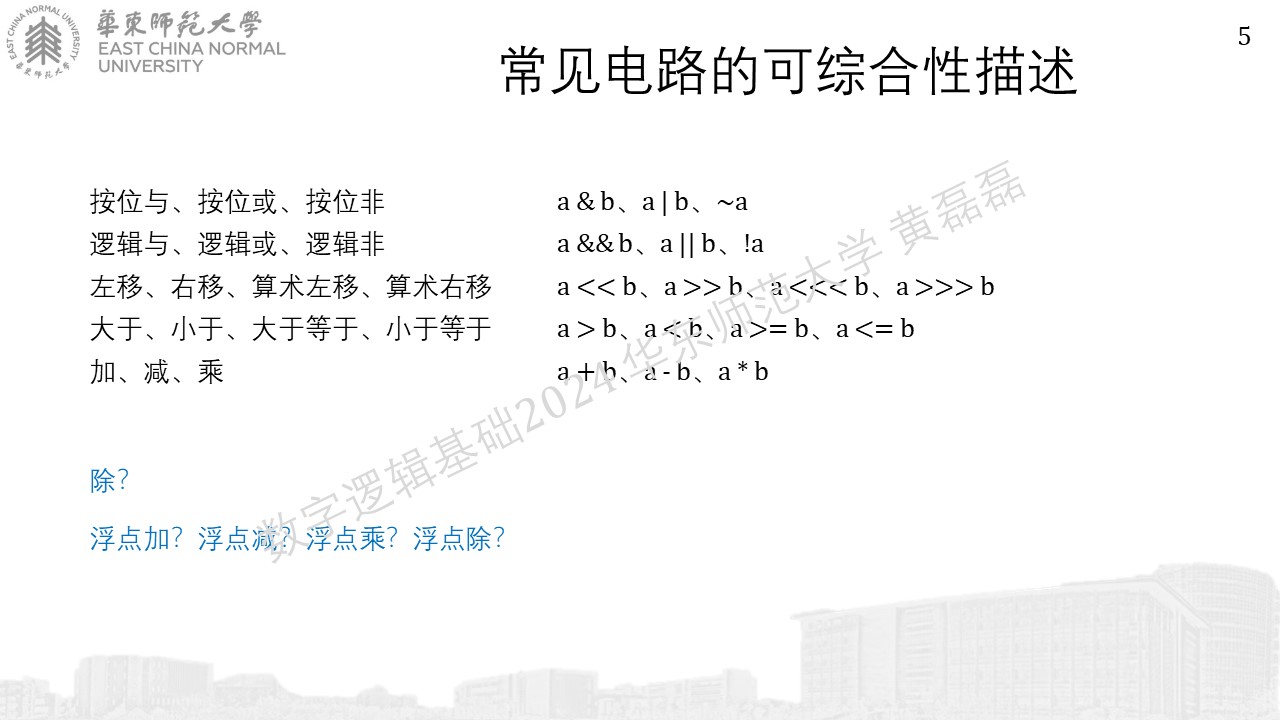 華東師範大學
EAST CHINA NORMAL
UNIVERSITY
EAST CHINA NORMAL UNIVERSITY
華東师范大學
5
常见电路的可综合性描述
按位与、按位或、按位非 a & b、a | b、~a
逻辑与、逻辑或、逻辑非 a && b、a || b、!a
左移、右移、算术左移、算术右移 a << b、a >> b、a <<< b、a >>> b
大于、小于、大于等于、小于等于 a > b、a < b、a >= b、a <= b
加、减、乘 a + b、a - b、a * b
除?
浮点加? 浮点减? 浮点乘? 浮点除?
数字逻辑基础2024 华东师范大学 黄磊磊